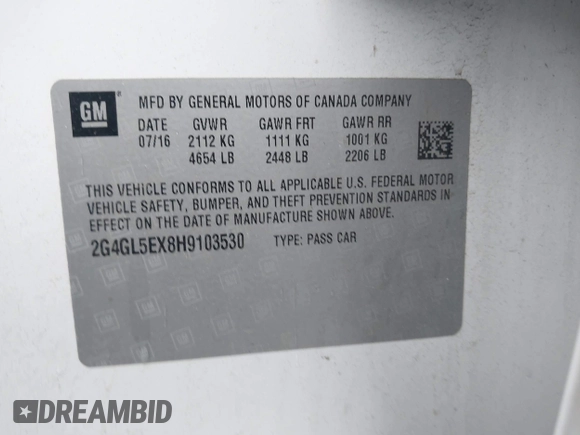 GM
MFD BY GENERAL MOTORS OF CANADA COMPANY
DATE GVWR GAWR FRT GAWR RR
07/16 2112 KG 1111 KG 1001 KG
4654 LB 2448 LB 2206 LB
THIS VEHICLE CONFORMS TO ALL APPLICABLE U.S. FEDERAL MOTOR
VEHICLE SAFETY, BUMPER, AND THEFT PREVENTION STANDARDS IN
EFFECT ON THE DATE OF MANUFACTURE SHOWN ABOVE.
2G4GL5EX8H9103530 TYPE: PASS CAR
DREAMBID